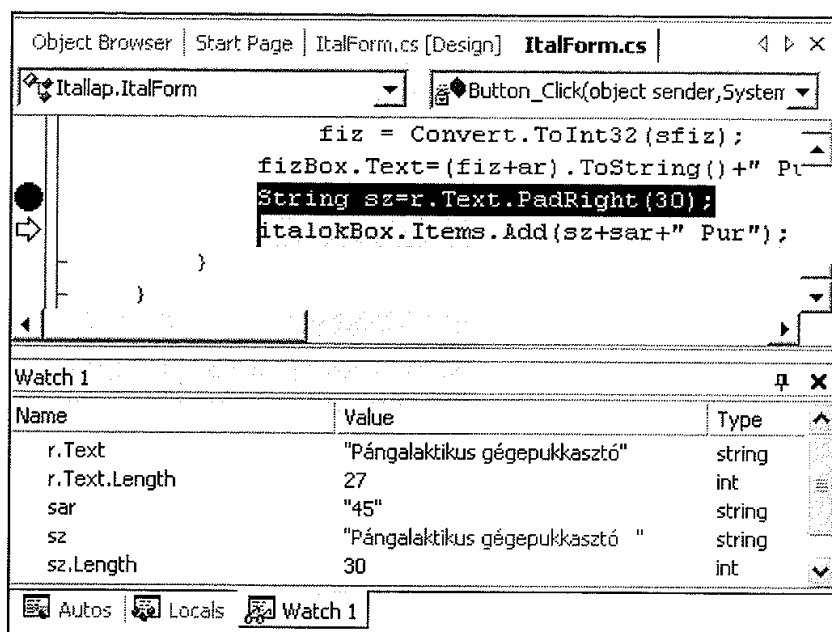 Object Browser | Start Page | ItalForm.cs [Design] ItalForm.cs
Itallap.ItalForm
Button_Click(object sender,System
fiz = Convert.ToInt32(sfiz);
fizBox.Text=(fiz+ar).ToString()+" Pu
String sz=r.Text.PadRight(30);
italokBox.Items.Add(sz+sar+" Pur");
}
}
Watch 1
Name Value Type
r.Text "Pángalaktikus gégepukkasztó" string
r.Text.Length 27 int
sar "45" string
sz "Pángalaktikus gégepukkasztó   " string
sz.Length 30 int
Autos Locals Watch 1